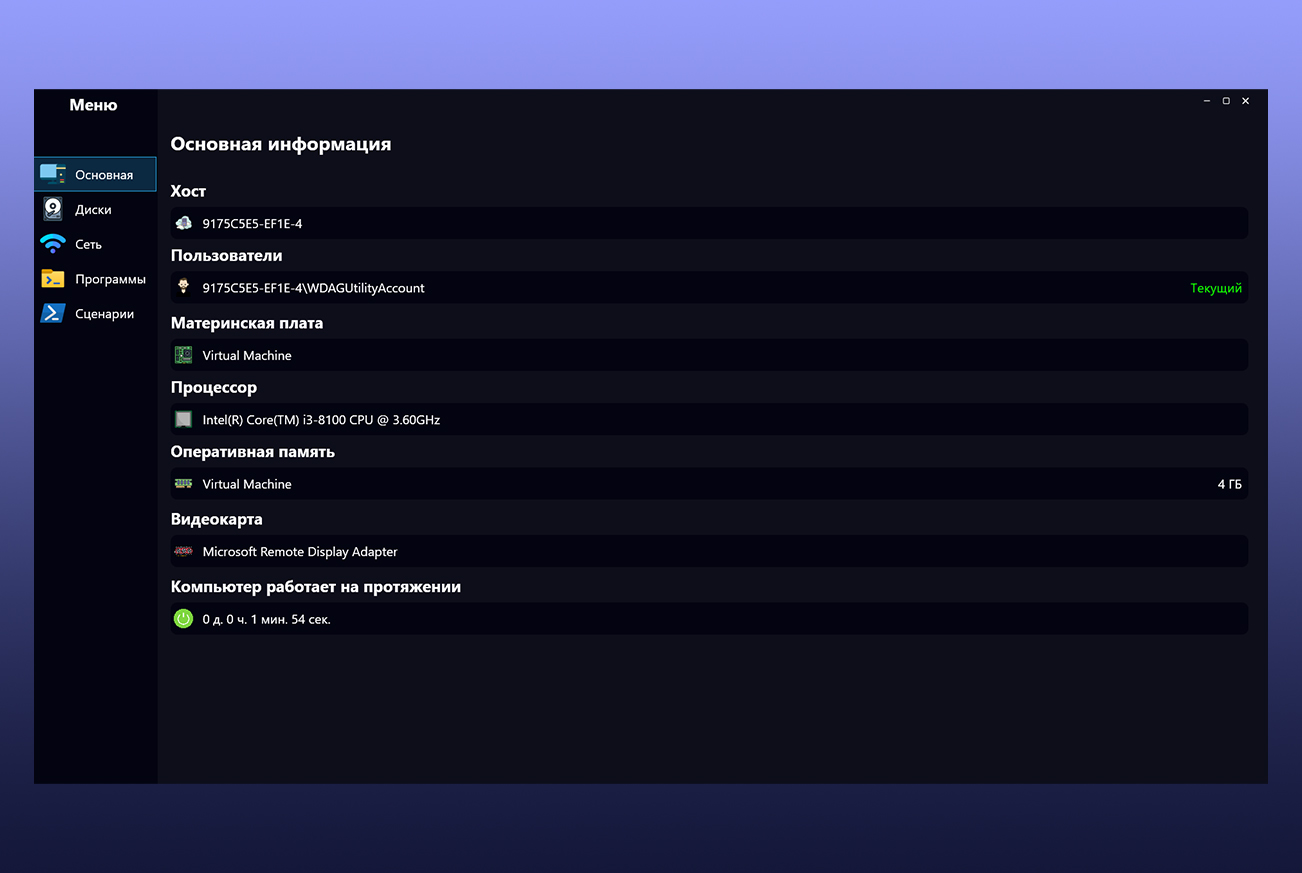 Меню
Основная
Диски
Сеть
Программы
Сценарии
Основная информация
Хост
9175C5E5-EF1E-4
Пользователи
9175C5E5-EF1E-4\WDAGUtilityAccount Текущий
Материнская плата
Virtual Machine
Процессор
Intel(R) Core(TM) i3-8100 CPU @ 3.60GHz
Оперативная память
Virtual Machine 4 ГБ
Видеокарта
Microsoft Remote Display Adapter
Компьютер работает на протяжении
0 д. 0 ч. 1 мин. 54 сек.